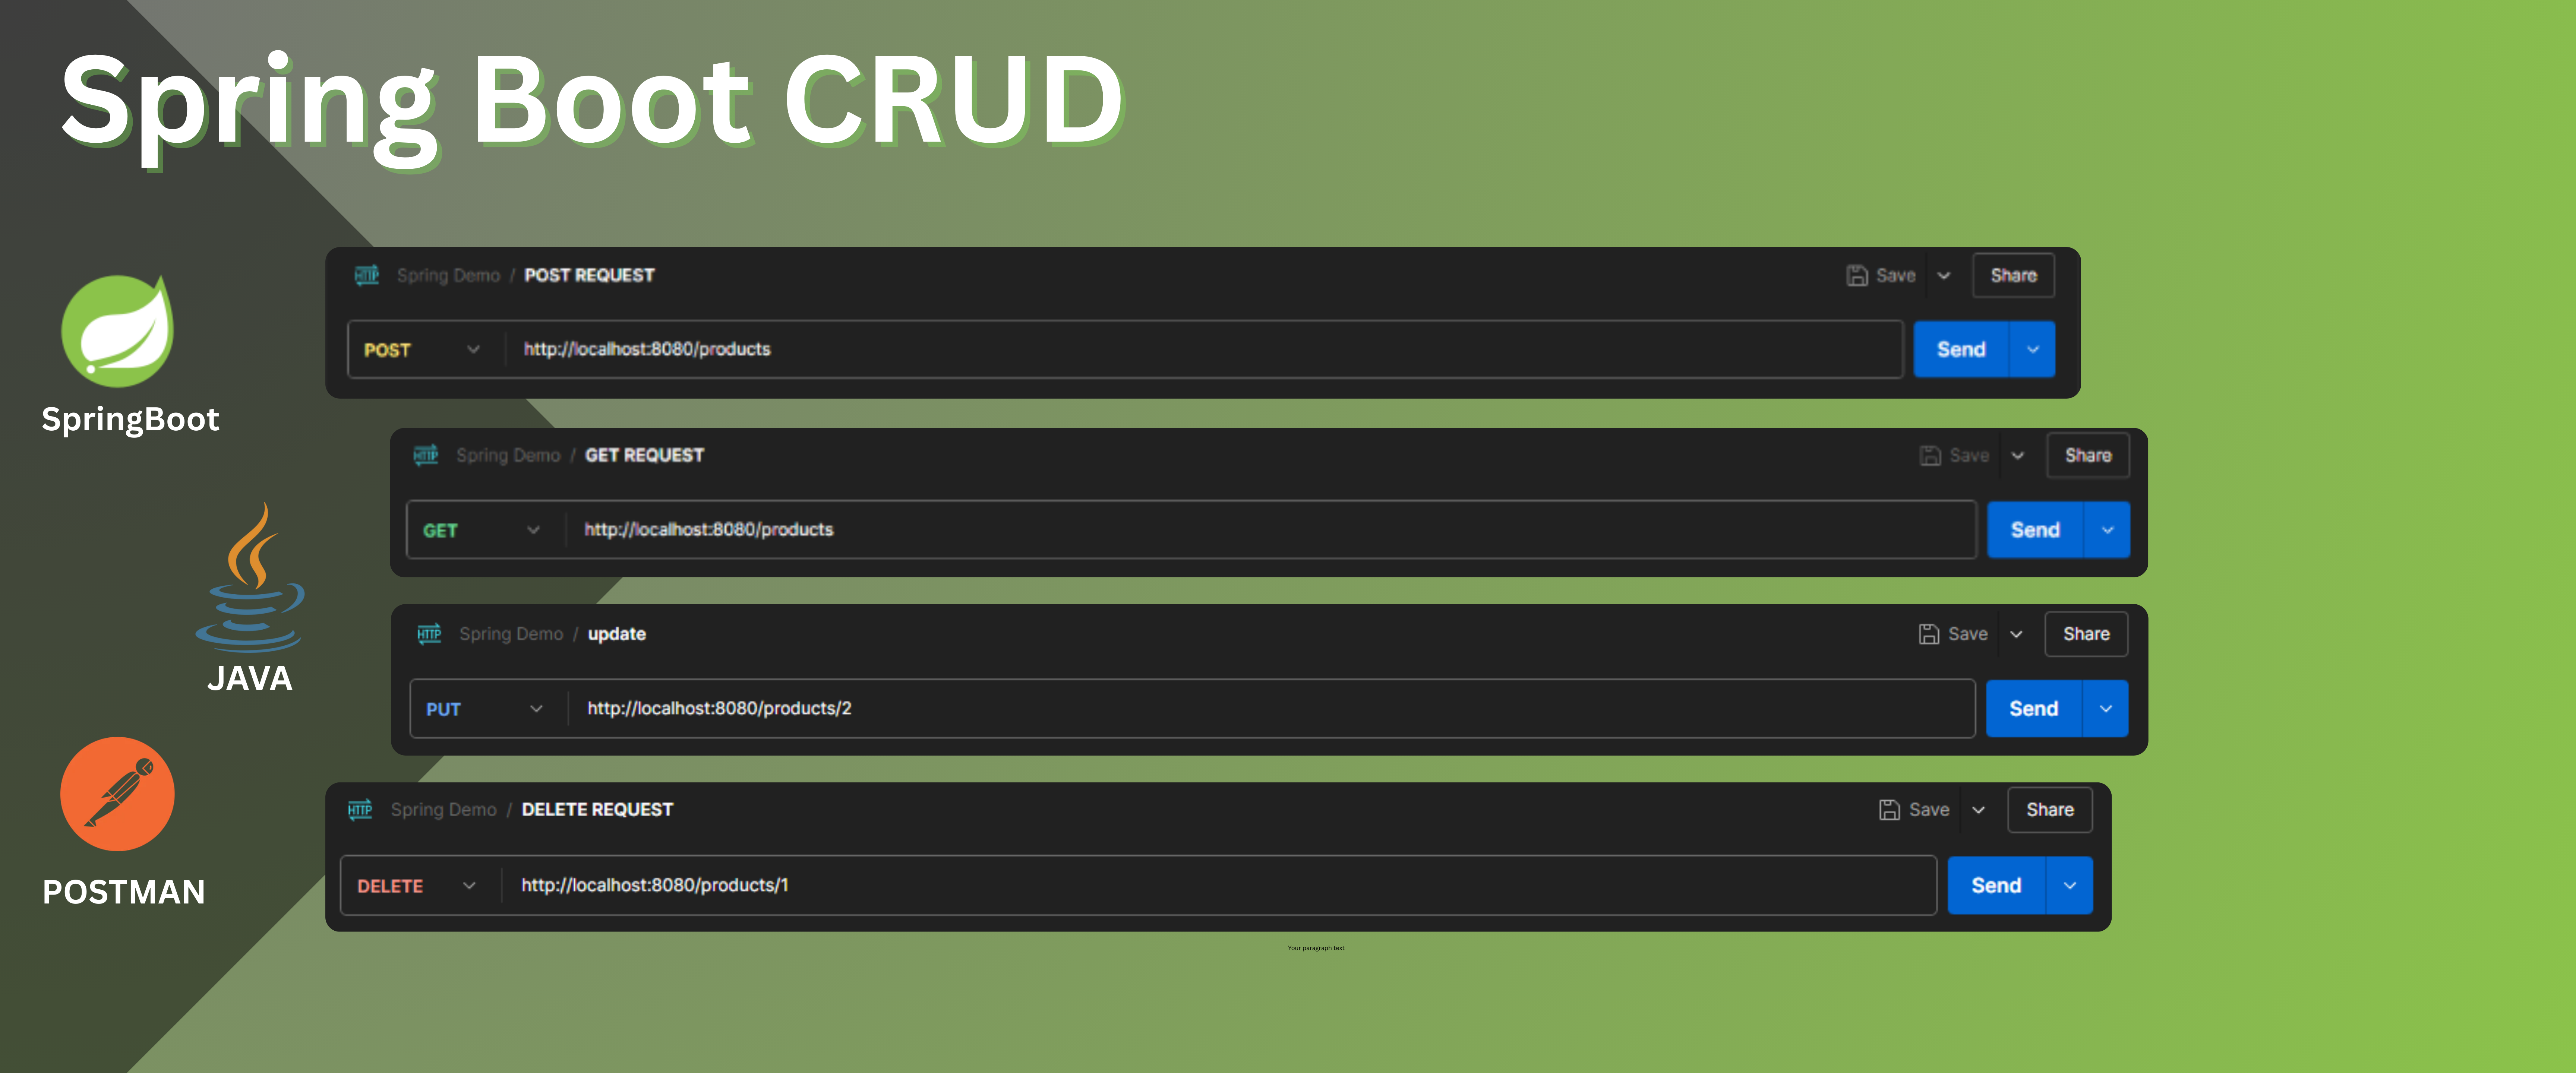 Spring Boot CRUD
HTTP Spring Demo / POST REQUEST Save Share
POST http://localhost:8080/products Send
SpringBoot
HTTP Spring Demo / GET REQUEST Save Share
GET http://localhost:8080/products Send
HTTP Spring Demo / update Save Share
JAVA
PUT http://localhost:8080/products/2 Send
HTTP Spring Demo / DELETE REQUEST Save Share
POSTMAN
DELETE http://localhost:8080/products/1 Send
Your paragraph text